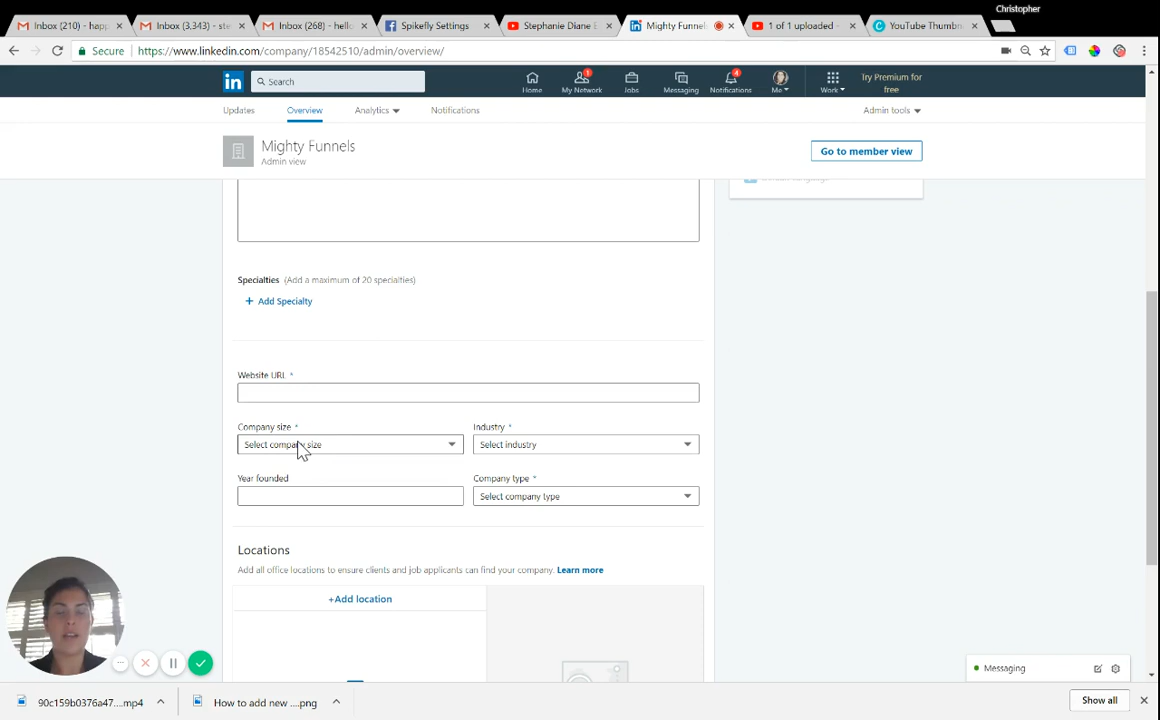 Christopher
Inbox (210) - happ
Inbox (3,343) - ste
Inbox (268) - hello
Spikefly Settings
Stephanie Diane E
Mighty Funnels
1 of 1 uploaded -
YouTube Thumbn
Secure
https://www.linkedin.com/company/18542510/admin/overview/
Search
Home
My Network
Jobs
Messaging
4
Notifications
Me
Work
Try Premium for
free
Updates
Overview
Analytics
Notifications
Admin tools
Mighty Funnels
Admin view
Go to member view
Specialties (Add a maximum of 20 specialties)
+ Add Specialty
Website URL *
Company size *
Industry *
Select company size
Select industry
Year founded
Company type *
Select company type
Locations
Add all office locations to ensure clients and job applicants can find your company. Learn more
+Add location
Messaging
90c159b0376a47....mp4
How to add new ....png
Show all